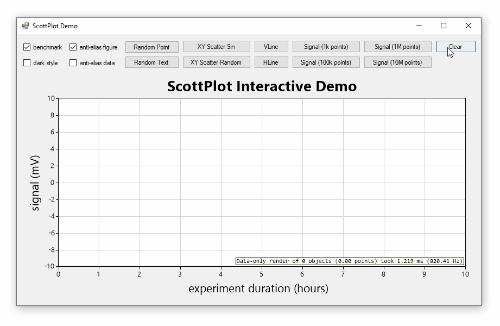 ScottPlot Demo
benchmark anti-alias figure Random Point XY Scatter Sin VLine Signal (1k points) Signal (1M points) Clear
dark style anti-alias data Random Text XY Scatter Random HLine Signal (100k points) Signal (10M points)
ScottPlot Interactive Demo
signal (mV)
10
8
6
4
2
0
-2
-4
-6
-8
-10
Data-only render of 0 objects (0.00 points) took 1.219 ms (820.41 Hz)
0 1 2 3 4 5 6 7 8 9 10
experiment duration (hours)